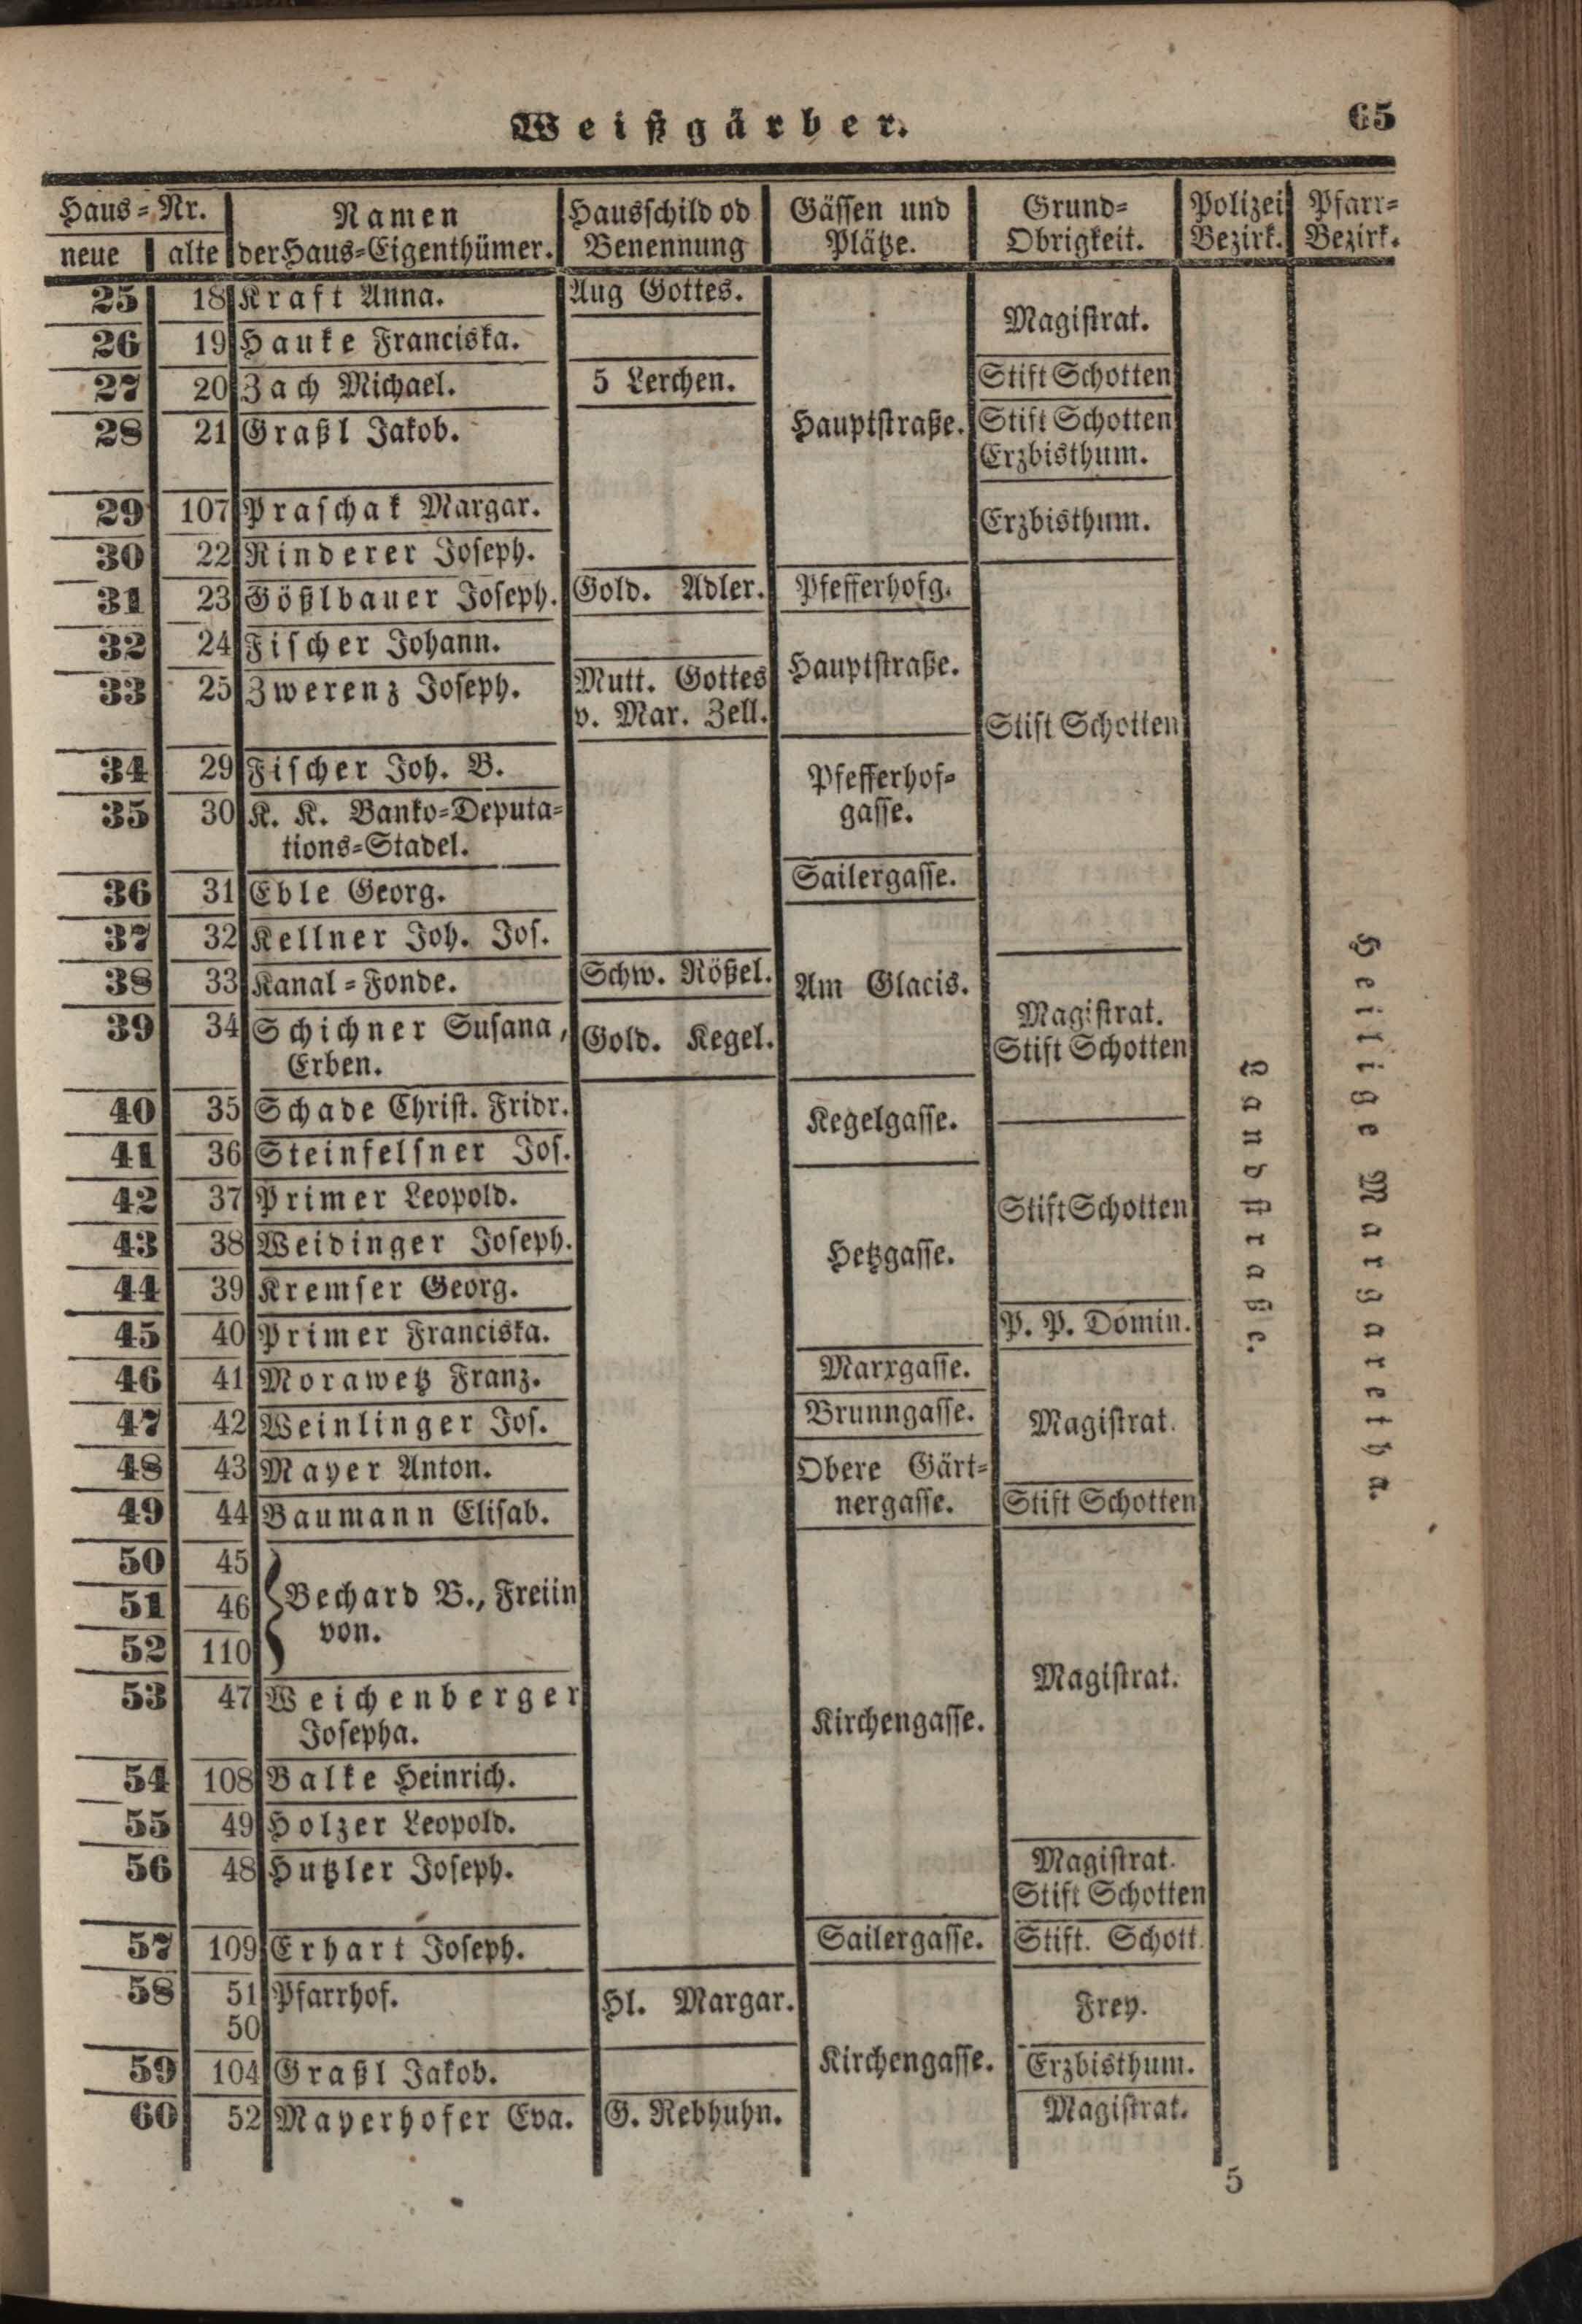 Weißgärber.
65
Haus-Nr.
neue alte
Namen
der Haus-Eigenthümer.
Hausschild od
Benennung
Gässen und
Plätze.
Grund-
Obrigkeit.
Polizei
Bezirk.
Pfarr-
Bezirk.
25 18 Kraft Anna. Aug Gottes.
Magistrat.
26 19 Hauke Franciska.
27 20 Zach Michael. 5 Lerchen. Stift Schotten
28 21 Graßl Jakob. Hauptstraße. Stift Schotten
Erzbisthum.
29 107 Praschak Margar. Erzbisthum.
30 22 Rinderer Joseph.
31 23 Gößlbauer Joseph. Gold. Adler. Pfefferhofg.
32 24 Fischer Johann. Hauptstraße.
33 25 Zwerenz Joseph. Mutt. Gottes
v. Mar. Zell. Stift Schotten
34 29 Fischer Joh. B. Pfefferhof-
35 30 K. K. Banko-Deputa- gasse.
tions-Stadel.
36 31 Eble Georg. Sailergasse.
37 32 Kellner Joh. Jos.
38 33 Kanal-Fonde. Schw. Rößel. Am Glacis.
39 34 Schichner Susana, Gold. Kegel. Magistrat.
Erben. Stift Schotten
40 35 Schade Christ. Fridr. Kegelgasse.
41 36 Steinfelsner Jos.
42 37 Primer Leopold. Stift Schotten
43 38 Weidinger Joseph. Hetzgasse.
44 39 Kremser Georg.
45 40 Primer Franciska. P. P. Domin.
46 41 Morawetz Franz. Marxgasse.
47 42 Weinlinger Jos. Brunngasse. Magistrat.
48 43 Mayer Anton. Obere Gärt-
49 44 Baumann Elisab. nergasse. Stift Schotten
50 45
51 46 Bechard B., Freiin
52 110 von.
53 47 Weichenberger Kirchengasse. Magistrat.
Josepha.
54 108 Balke Heinrich.
55 49 Holzer Leopold.
56 48 Hutzler Joseph. Magistrat.
Stift Schotten
57 109 Erhart Joseph. Sailergasse. Stift. Schott.
58 51 Pfarrhof. Hl. Margar. Frey.
50
59 104 Graßl Jakob. Kirchengasse. Erzbisthum.
60 52 Mayerhofer Eva. G. Rebhuhn. Magistrat.
Landstraße.
Heilige Margaretha.
5